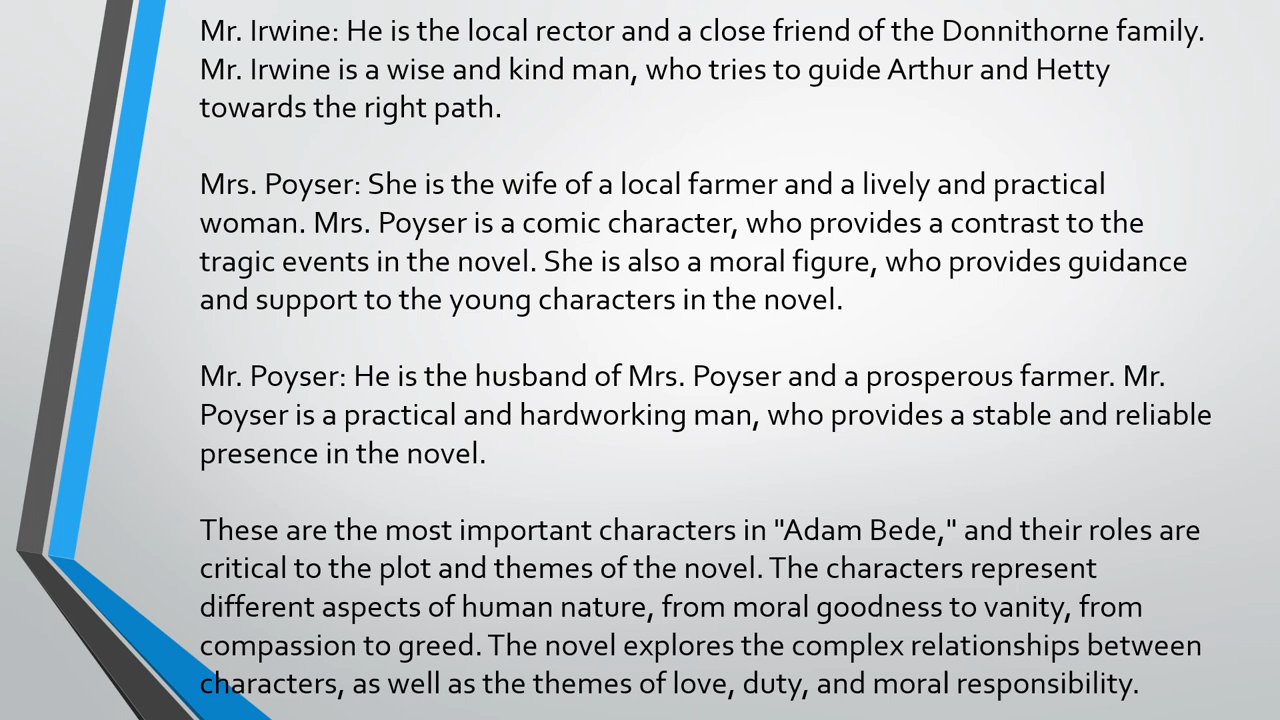 Mr. Irwine: He is the local rector and a close friend of the Donnithorne family.
Mr. Irwine is a wise and kind man, who tries to guide Arthur and Hetty
towards the right path.
Mrs. Poyser: She is the wife of a local farmer and a lively and practical
woman. Mrs. Poyser is a comic character, who provides a contrast to the
tragic events in the novel. She is also a moral figure, who provides guidance
and support to the young characters in the novel.
Mr. Poyser: He is the husband of Mrs. Poyser and a prosperous farmer. Mr.
Poyser is a practical and hardworking man, who provides a stable and reliable
presence in the novel.
These are the most important characters in "Adam Bede," and their roles are
critical to the plot and themes of the novel. The characters represent
different aspects of human nature, from moral goodness to vanity, from
compassion to greed. The novel explores the complex relationships between
characters, as well as the themes of love, duty, and moral responsibility.